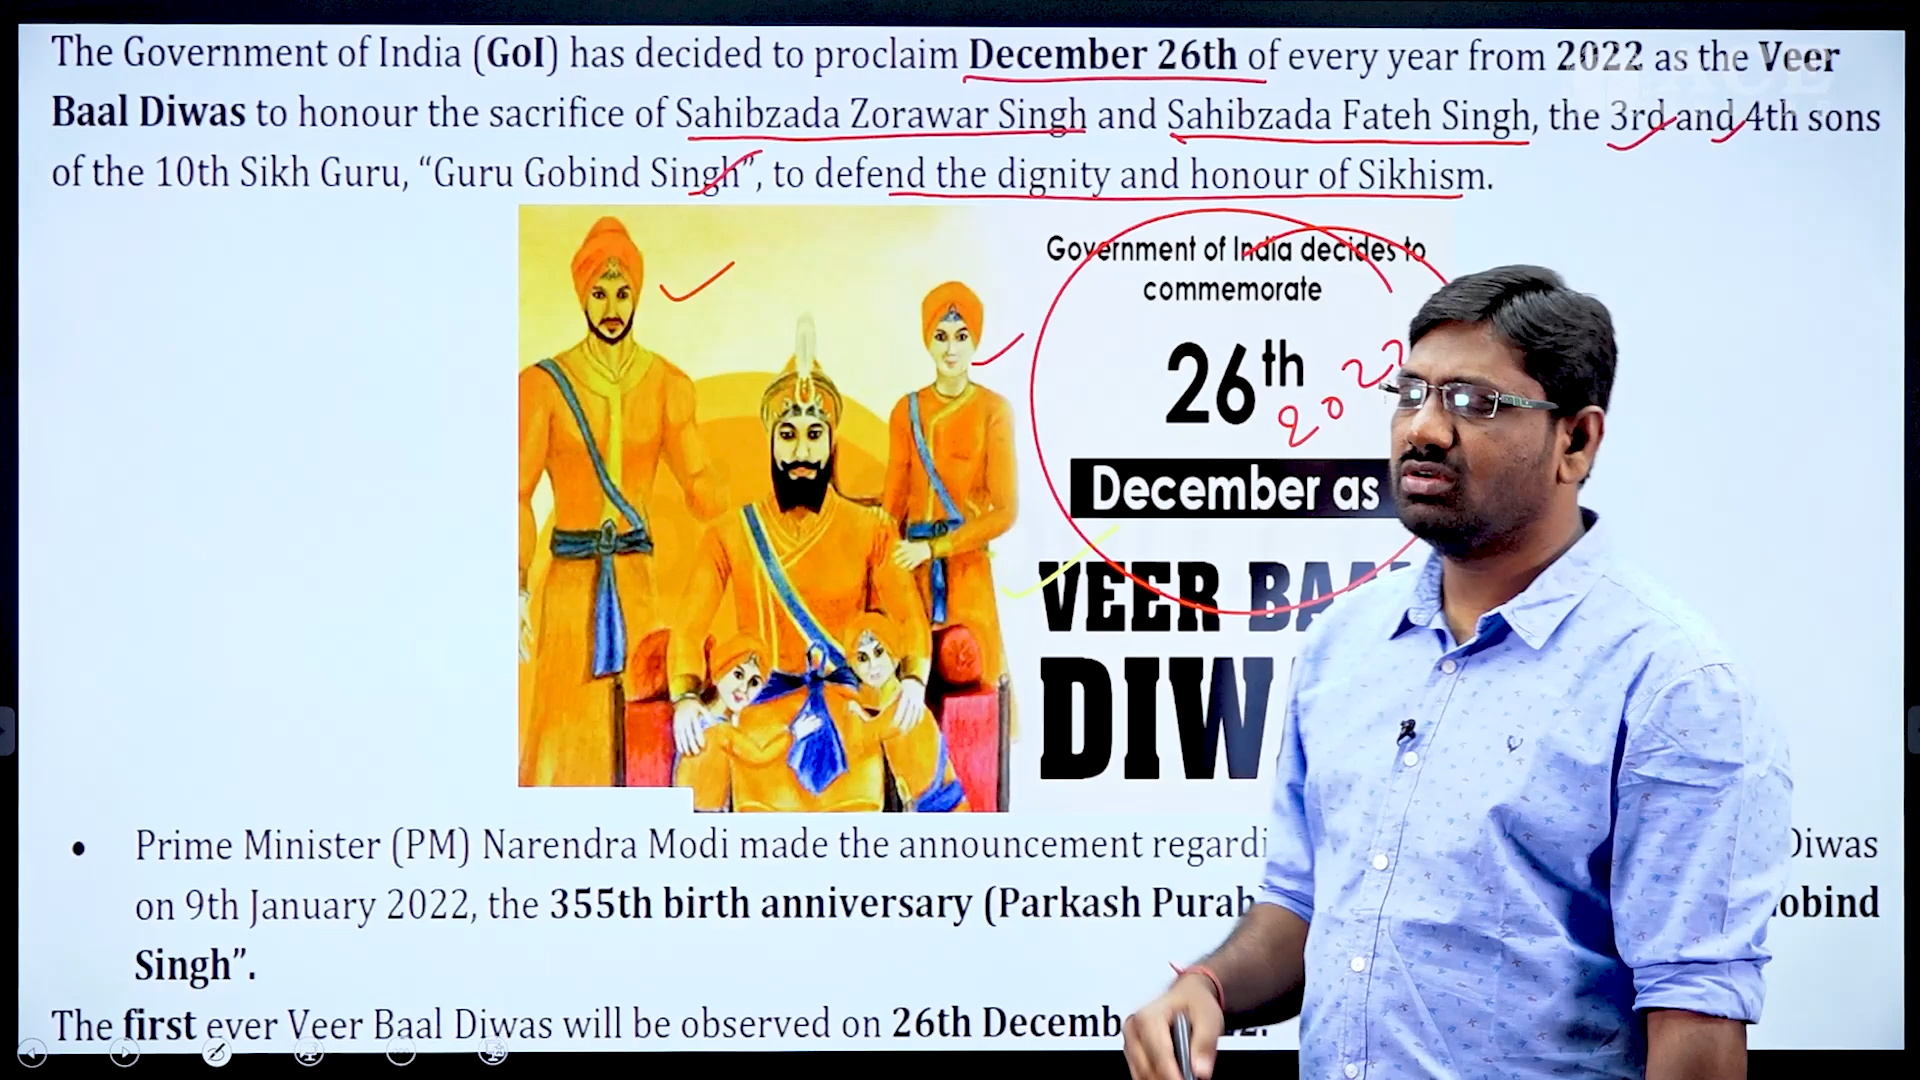 The Government of India (GoI) has decided to proclaim December 26th of every year from 2022 as the Veer
Baal Diwas to honour the sacrifice of Sahibzada Zorawar Singh and Sahibzada Fateh Singh, the 3rd and 4th sons
of the 10th Sikh Guru, “Guru Gobind Singh”, to defend the dignity and honour of Sikhism.
Government of India decides to
commemorate
26th
202
December as
VEER BAA
DIW
• Prime Minister (PM) Narendra Modi made the announcement regardi Diwas
on 9th January 2022, the 355th birth anniversary (Parkash Purab obind
Singh”.
The first ever Veer Baal Diwas will be observed on 26th Decemb